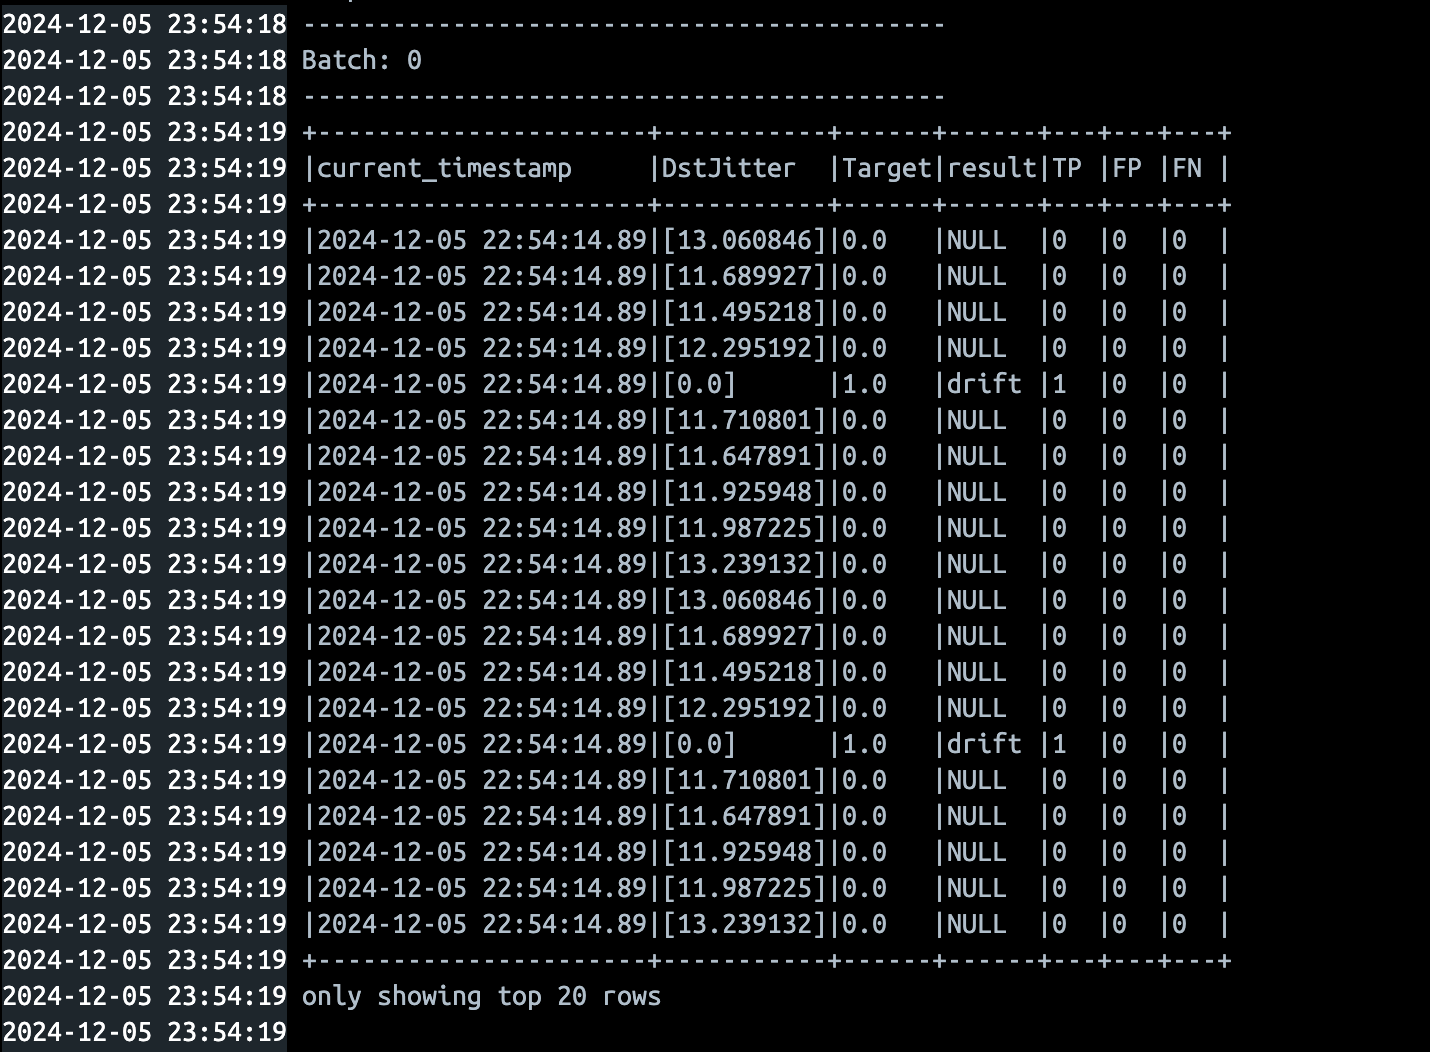 2024-12-05 23:54:18 -------------------------------------------
2024-12-05 23:54:18 Batch: 0
2024-12-05 23:54:18 -------------------------------------------
2024-12-05 23:54:19 +----------------------+-----------+------+------+---+---+---+
2024-12-05 23:54:19 |current_timestamp     |DstJitter  |Target|result|TP |FP |FN |
2024-12-05 23:54:19 +----------------------+-----------+------+------+---+---+---+
2024-12-05 23:54:19 |2024-12-05 22:54:14.89|[13.060846]|0.0   |NULL  |0  |0  |0  |
2024-12-05 23:54:19 |2024-12-05 22:54:14.89|[11.689927]|0.0   |NULL  |0  |0  |0  |
2024-12-05 23:54:19 |2024-12-05 22:54:14.89|[11.495218]|0.0   |NULL  |0  |0  |0  |
2024-12-05 23:54:19 |2024-12-05 22:54:14.89|[12.295192]|0.0   |NULL  |0  |0  |0  |
2024-12-05 23:54:19 |2024-12-05 22:54:14.89|[0.0]      |1.0   |drift |1  |0  |0  |
2024-12-05 23:54:19 |2024-12-05 22:54:14.89|[11.710801]|0.0   |NULL  |0  |0  |0  |
2024-12-05 23:54:19 |2024-12-05 22:54:14.89|[11.647891]|0.0   |NULL  |0  |0  |0  |
2024-12-05 23:54:19 |2024-12-05 22:54:14.89|[11.925948]|0.0   |NULL  |0  |0  |0  |
2024-12-05 23:54:19 |2024-12-05 22:54:14.89|[11.987225]|0.0   |NULL  |0  |0  |0  |
2024-12-05 23:54:19 |2024-12-05 22:54:14.89|[13.239132]|0.0   |NULL  |0  |0  |0  |
2024-12-05 23:54:19 |2024-12-05 22:54:14.89|[13.060846]|0.0   |NULL  |0  |0  |0  |
2024-12-05 23:54:19 |2024-12-05 22:54:14.89|[11.689927]|0.0   |NULL  |0  |0  |0  |
2024-12-05 23:54:19 |2024-12-05 22:54:14.89|[11.495218]|0.0   |NULL  |0  |0  |0  |
2024-12-05 23:54:19 |2024-12-05 22:54:14.89|[12.295192]|0.0   |NULL  |0  |0  |0  |
2024-12-05 23:54:19 |2024-12-05 22:54:14.89|[0.0]      |1.0   |drift |1  |0  |0  |
2024-12-05 23:54:19 |2024-12-05 22:54:14.89|[11.710801]|0.0   |NULL  |0  |0  |0  |
2024-12-05 23:54:19 |2024-12-05 22:54:14.89|[11.647891]|0.0   |NULL  |0  |0  |0  |
2024-12-05 23:54:19 |2024-12-05 22:54:14.89|[11.925948]|0.0   |NULL  |0  |0  |0  |
2024-12-05 23:54:19 |2024-12-05 22:54:14.89|[11.987225]|0.0   |NULL  |0  |0  |0  |
2024-12-05 23:54:19 |2024-12-05 22:54:14.89|[13.239132]|0.0   |NULL  |0  |0  |0  |
2024-12-05 23:54:19 +----------------------+-----------+------+------+---+---+---+
2024-12-05 23:54:19 only showing top 20 rows
2024-12-05 23:54:19